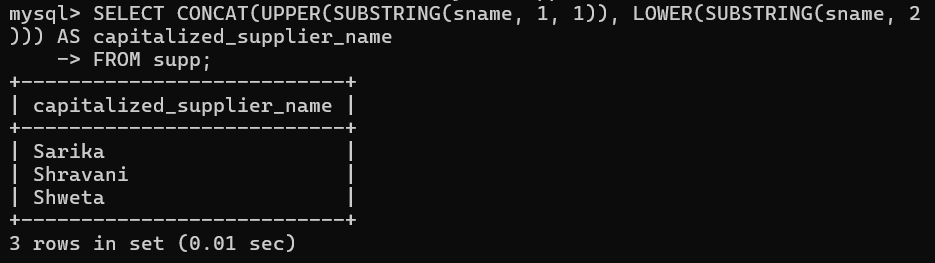 mysql> SELECT CONCAT(UPPER(SUBSTRING(sname, 1, 1)), LOWER(SUBSTRING(sname, 2
))) AS capitalized_supplier_name
    -> FROM supp;
+---------------------------+
| capitalized_supplier_name |
+---------------------------+
| Sarika                    |
| Shravani                  |
| Shweta                    |
+---------------------------+
3 rows in set (0.01 sec)